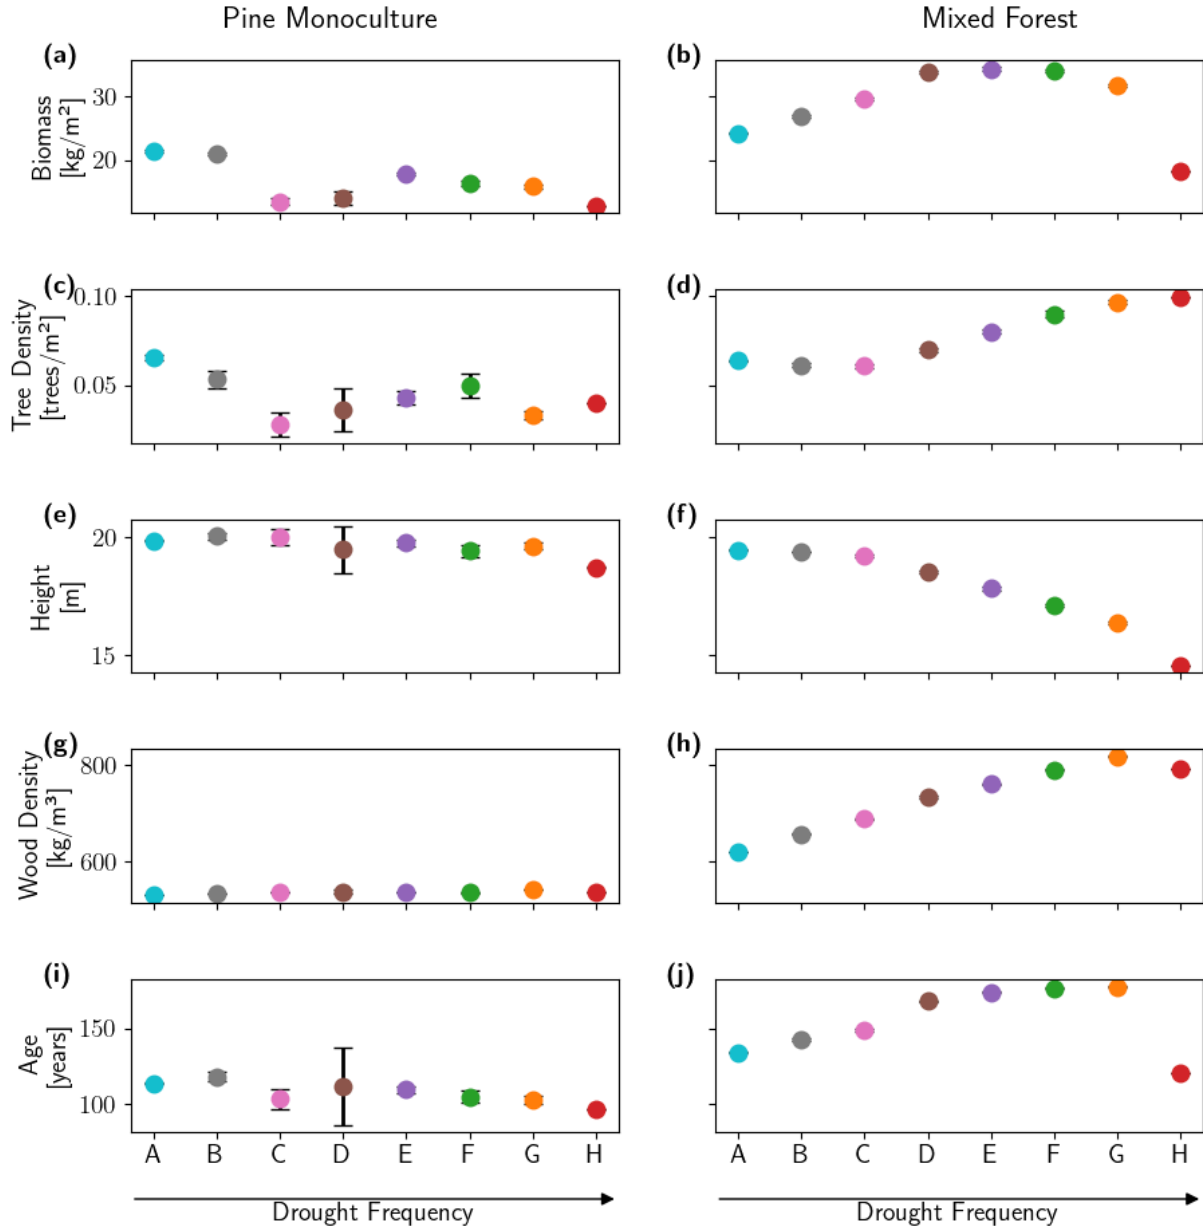 Pine Monoculture
Mixed Forest
(a)
(b)
Biomass
[kg/m²]
30
20
(c)
(d)
Tree Density
[trees/m²]
0.10
0.05
(e)
(f)
Height
[m]
20
15
(g)
(h)
Wood Density
[kg/m³]
800
600
(i)
(j)
Age
[years]
150
100
A B C D E F G H
A B C D E F G H
Drought Frequency
Drought Frequency